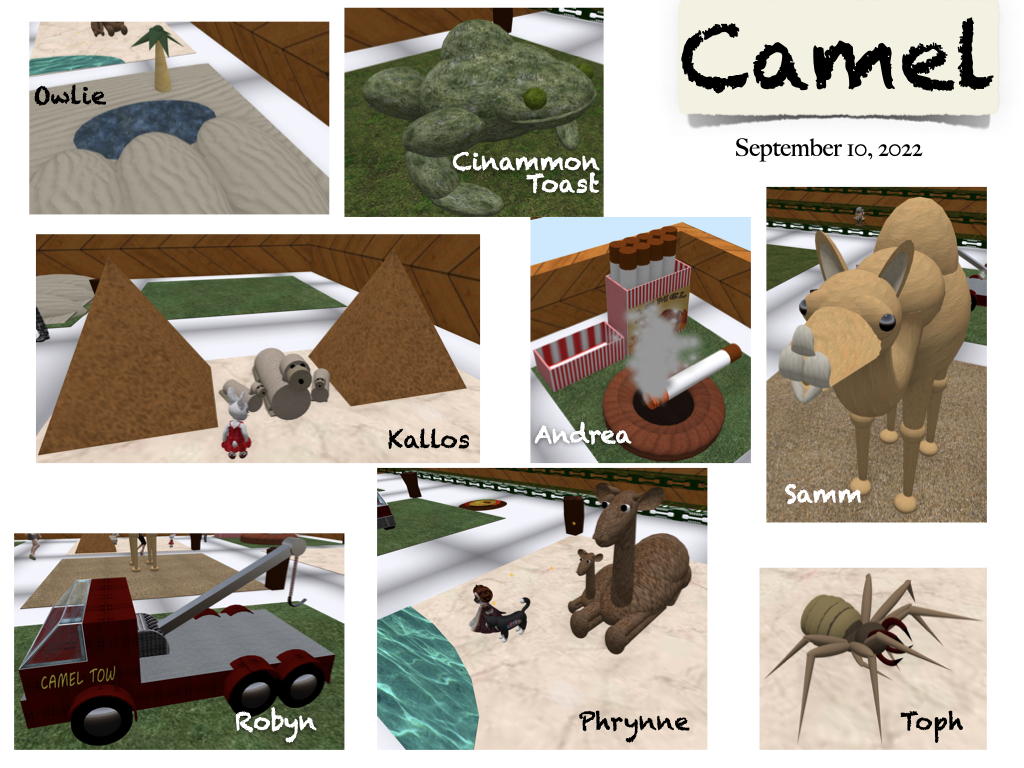 Camel
September 10, 2022
Owlie
Cinammon
Toast
Kallos
Andrea
Samm
CAMEL TOW
Robyn
Phrynne
Toph